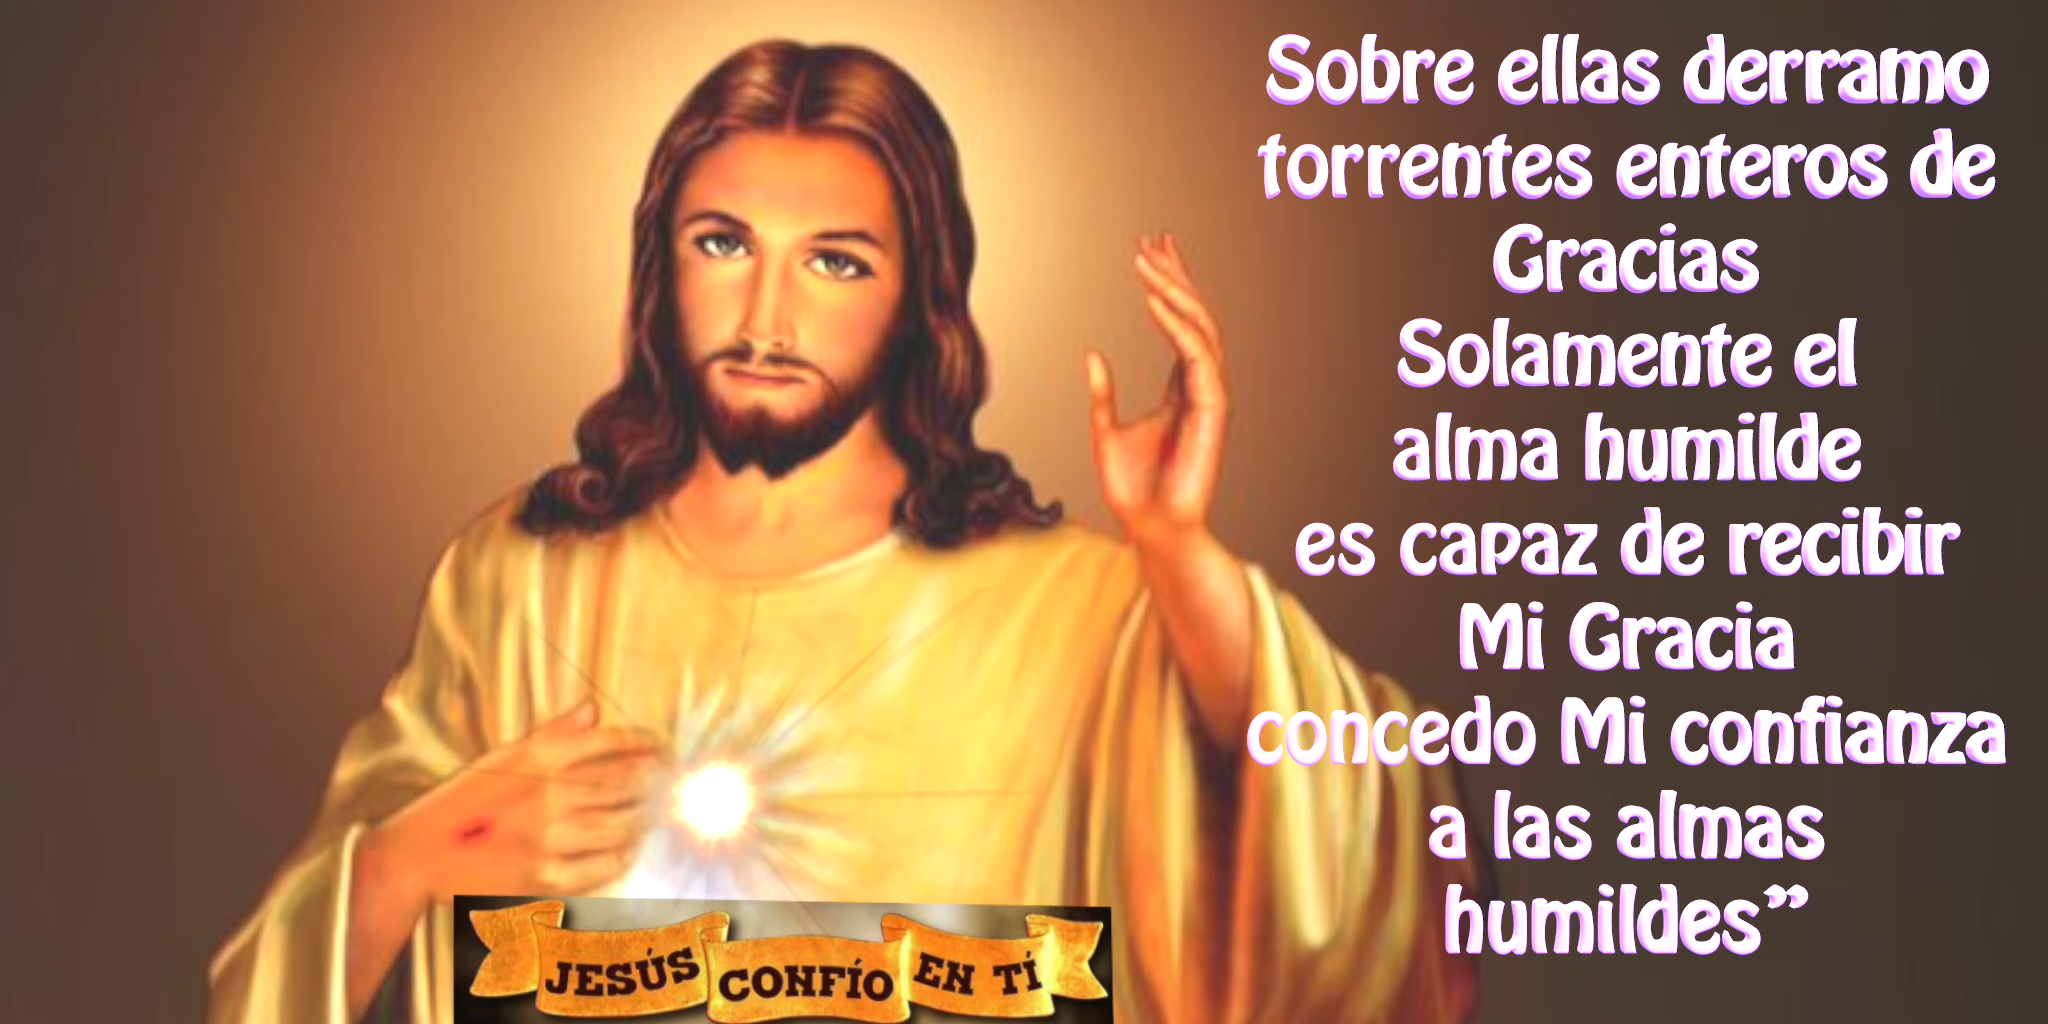 Sobre ellas derramo
torrentes enteros de
Gracias
Solamente el
alma humilde
es capaz de recibir
Mi Gracia
concedo Mi confianza
a las almas
humildes”
JESÚS CONFÍO EN TÍ